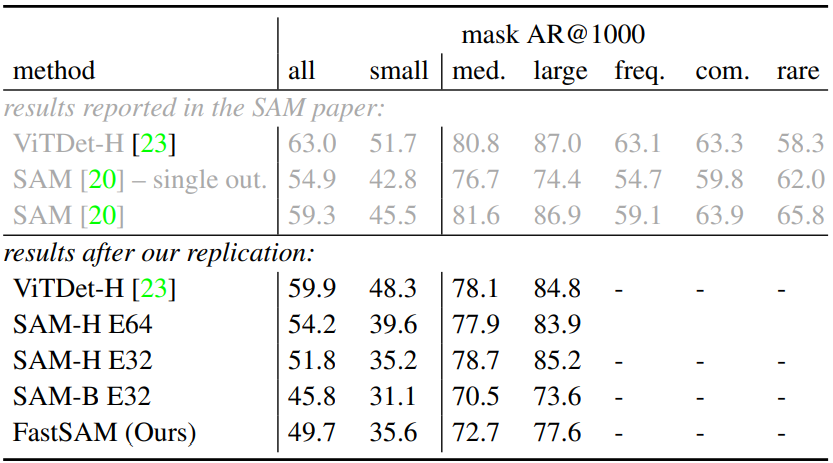 mask AR@1000
method all small med. large freq. com. rare
results reported in the SAM paper:
ViTDet-H [23] 63.0 51.7 80.8 87.0 63.1 63.3 58.3
SAM [20] – single out. 54.9 42.8 76.7 74.4 54.7 59.8 62.0
SAM [20] 59.3 45.5 81.6 86.9 59.1 63.9 65.8
results after our replication:
ViTDet-H [23] 59.9 48.3 78.1 84.8 - - -
SAM-H E64 54.2 39.6 77.9 83.9
SAM-H E32 51.8 35.2 78.7 85.2 - - -
SAM-B E32 45.8 31.1 70.5 73.6 - - -
FastSAM (Ours) 49.7 35.6 72.7 77.6 - - -